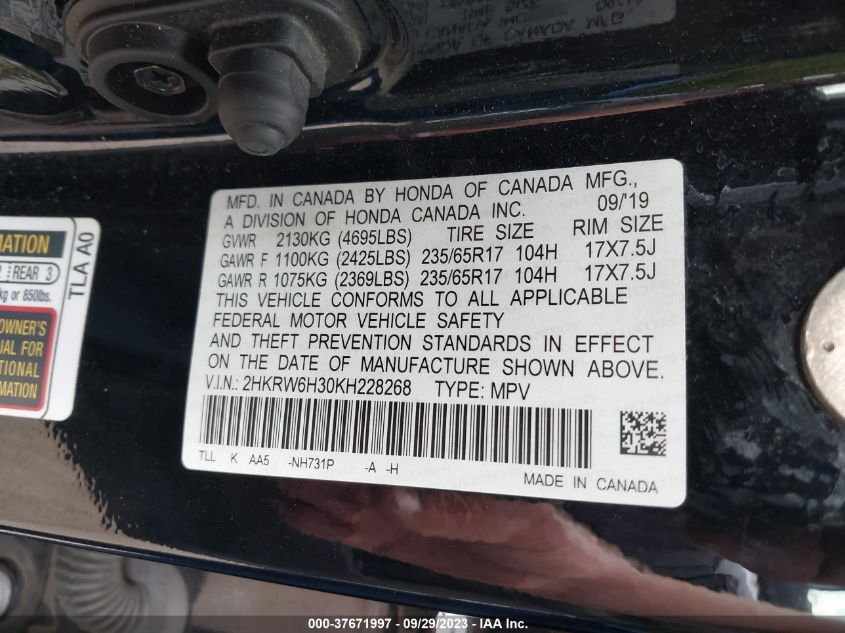 MFD. IN CANADA BY HONDA OF CANADA MFG.,
A DIVISION OF HONDA CANADA INC. 09/'19
GVWR 2130KG (4695LBS) TIRE SIZE RIM SIZE
GAWR F 1100KG (2425LBS) 235/65R17 104H 17X7.5J
GAWR R 1075KG (2369LBS) 235/65R17 104H 17X7.5J
THIS VEHICLE CONFORMS TO ALL APPLICABLE
FEDERAL MOTOR VEHICLE SAFETY
AND THEFT PREVENTION STANDARDS IN EFFECT
ON THE DATE OF MANUFACTURE SHOWN ABOVE.
V.I.N.: 2HKRW6H30KH228268 TYPE: MPV
TLL K AA5 -NH731P -A -H
MADE IN CANADA
MATION
REAR 3
kg or 850lbs.
OWNER'S
UAL FOR
TIONAL
MATION
TLA A0
000-37671997 - 09/29/2023 - IAA Inc.